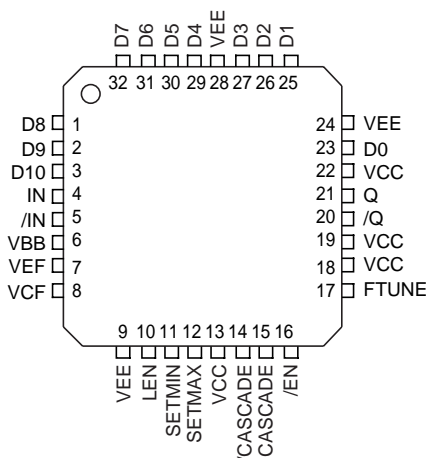 D7 D6 D5 D4 VEE D3 D2 D1
32 31 30 29 28 27 26 25
D8 1
D9 2
D10 3
IN 4
/IN 5
VBB 6
VEF 7
VCF 8
24 VEE
23 D0
22 VCC
21 Q
20 /Q
19 VCC
18 VCC
17 FTUNE
9 10 11 12 13 14 15 16
VEE LEN SETMIN SETMAX VCC /CASCADE CASCADE /EN